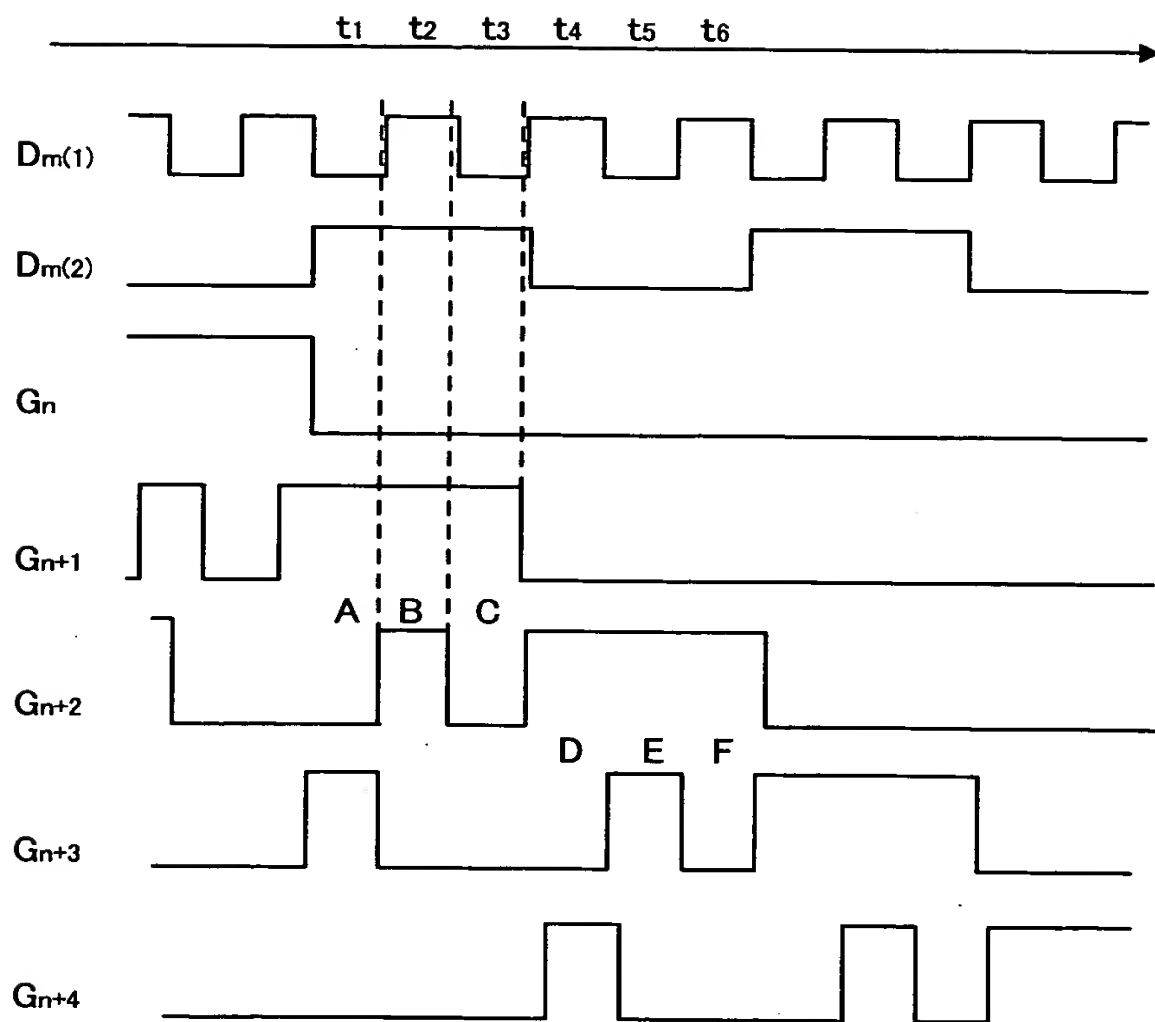 t1 t2 t3 t4 t5 t6
Dm(1)
Dm(2)
Gn
Gn+1
A B C
Gn+2
D E F
Gn+3
Gn+4